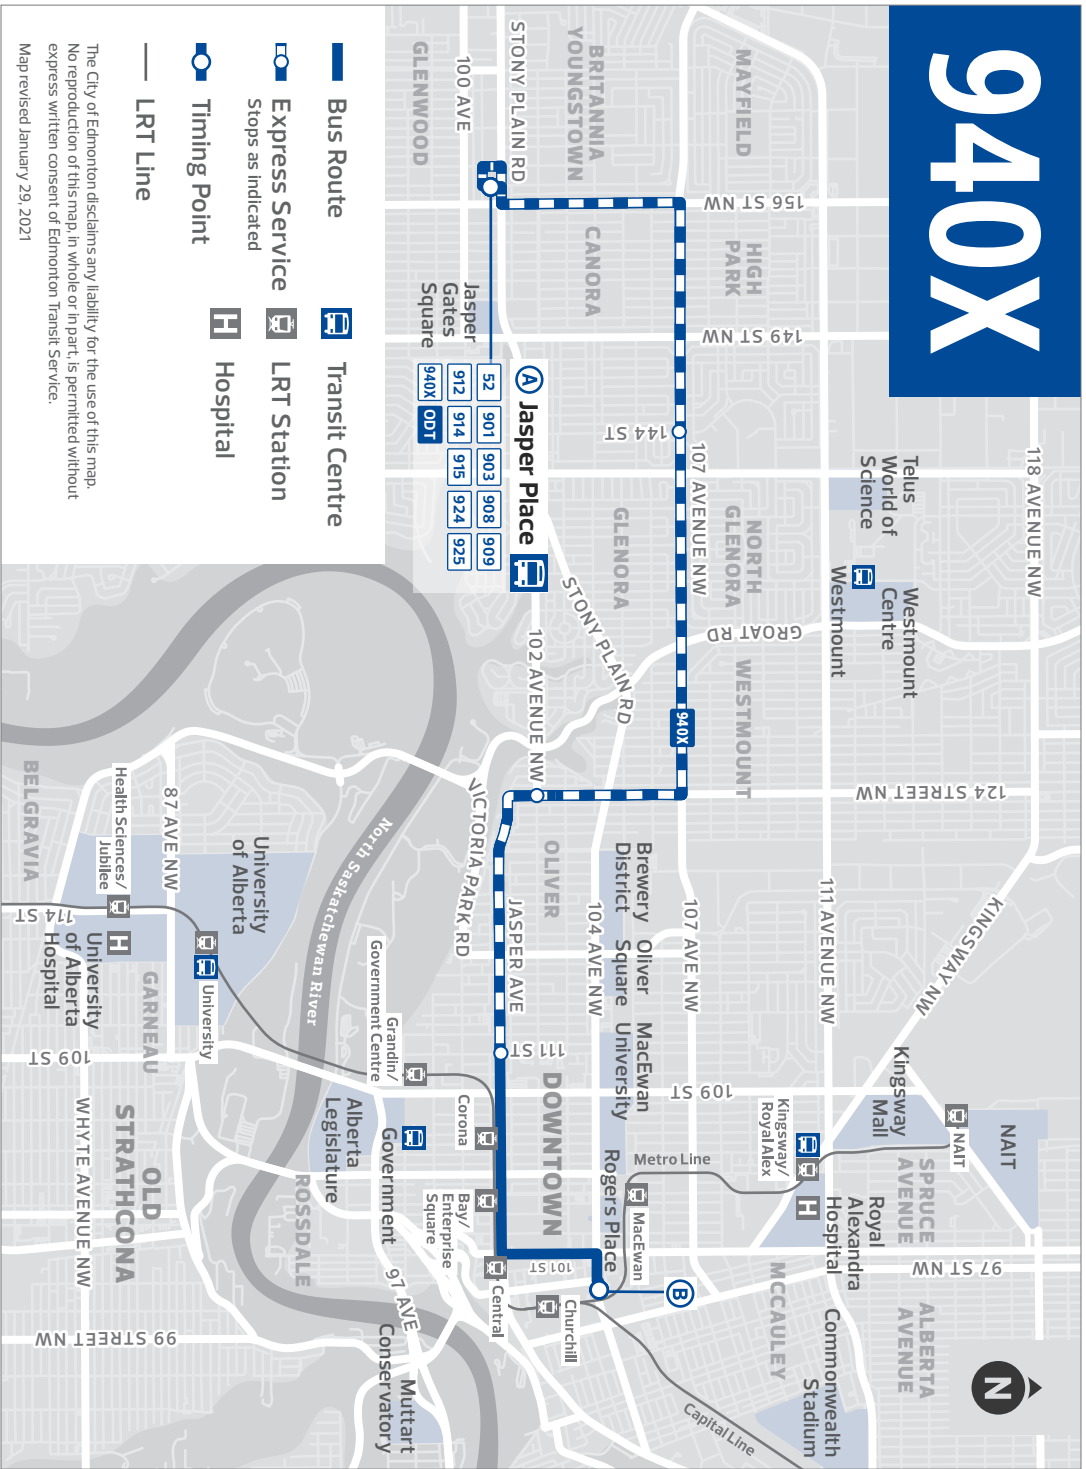 940X
118 AVENUE NW
MAYFIELD
BRITANNIA
YOUNGSTOWN
STONY PLAIN RD
100 AVE
GLENWOOD
156 ST NW
HIGH
PARK
CANORA
149 ST NW
Jasper
Gates
Square
144 ST
107 AVENUE NW
Telus
World of
Science
NORTH
GLENORA
GLENORA
Westmount
Centre
Westmount
GROAT RD
STONY PLAIN RD
102 AVENUE NW
WESTMOUNT
940X
124 STREET NW
A Jasper Place
52 901 903 908 909
912 914 915 924 925
940X ODT
VICTORIA PARK RD
OLIVER
JASPER AVE
Brewery
District
Oliver
Square
104 AVE NW
107 AVE NW
111 AVENUE NW
KINGSWAY NW
MacEwan
University
111 ST
109 ST
DOWNTOWN
Kingsway
Mall
NAIT
NAIT
Kingsway/
Royal Alex
Royal
Alexandra
Hospital
SPRUCE
AVENUE
Metro Line
MacEwan
Rogers Place
101 ST
97 ST NW
ALBERTA
AVENUE
MCCAULEY
B
Churchill
Central
Bay/
Enterprise
Square
Corona
Grandin/
Government Centre
Government
Alberta
Legislature
ROSSDALE
97 AVE
Commonwealth
Stadium
Capital Line
Muttart
Conservatory
99 STREET NW
North Saskatchewan River
University
of Alberta
87 AVE NW
Health Sciences/
Jubilee
BELGRAVIA
114 ST
University
of Alberta
Hospital
H
H
University
GARNEAU
109 ST
WHYTE AVENUE NW
OLD
STRATHCONA
N
Bus Route
Express Service
Stops as indicated
Timing Point
LRT Line
Transit Centre
LRT Station
H Hospital
The City of Edmonton disclaims any liability for the use of this map.
No reproduction of this map, in whole or in part, is permitted without
express written consent of Edmonton Transit Service.
Map revised January 29, 2021